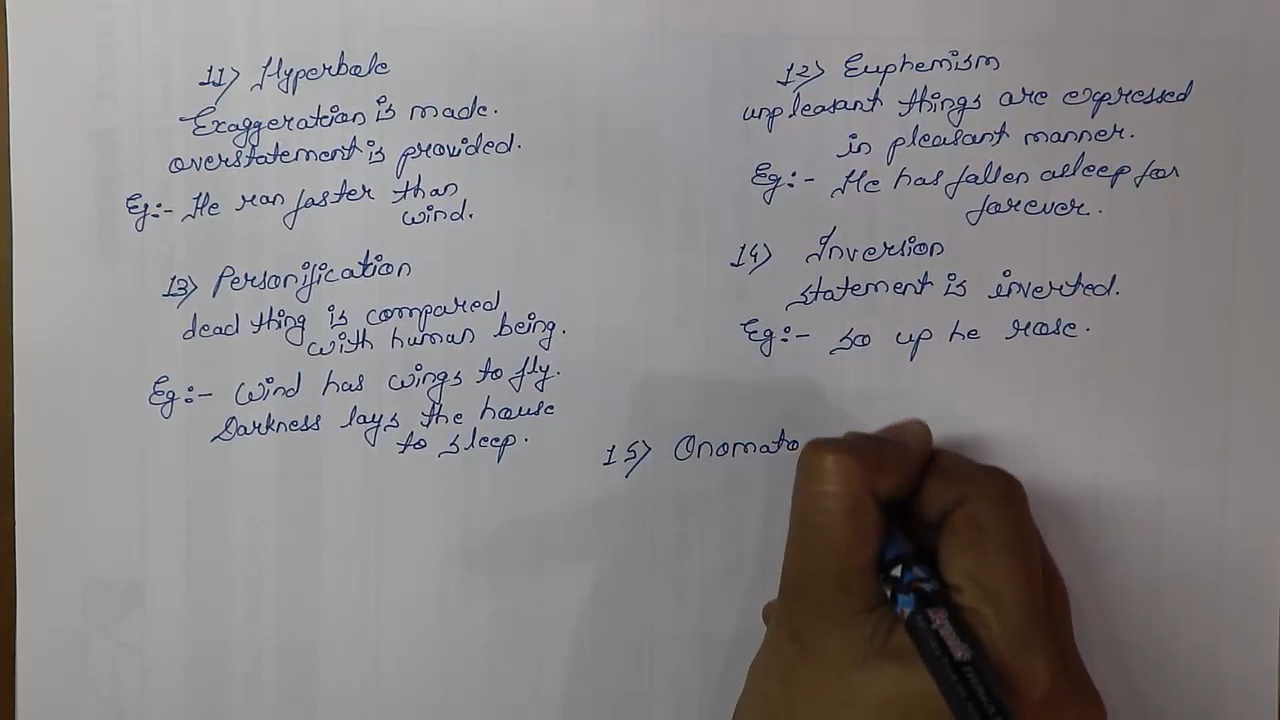 11) Hyperbole
Exaggeration is made.
overstatement is provided.
Eg:- He ran faster than
wind.
12) Euphemism
unpleasant things are expressed
in pleasant manner.
Eg:- He has fallen asleep for
forever.
13) Personification
dead thing is compared
with human being.
Eg:- Wind has wings to fly.
Darkness lays the house
to sleep.
14) Inversion
statement is inverted.
Eg:- So up he rose.
15) Onomato